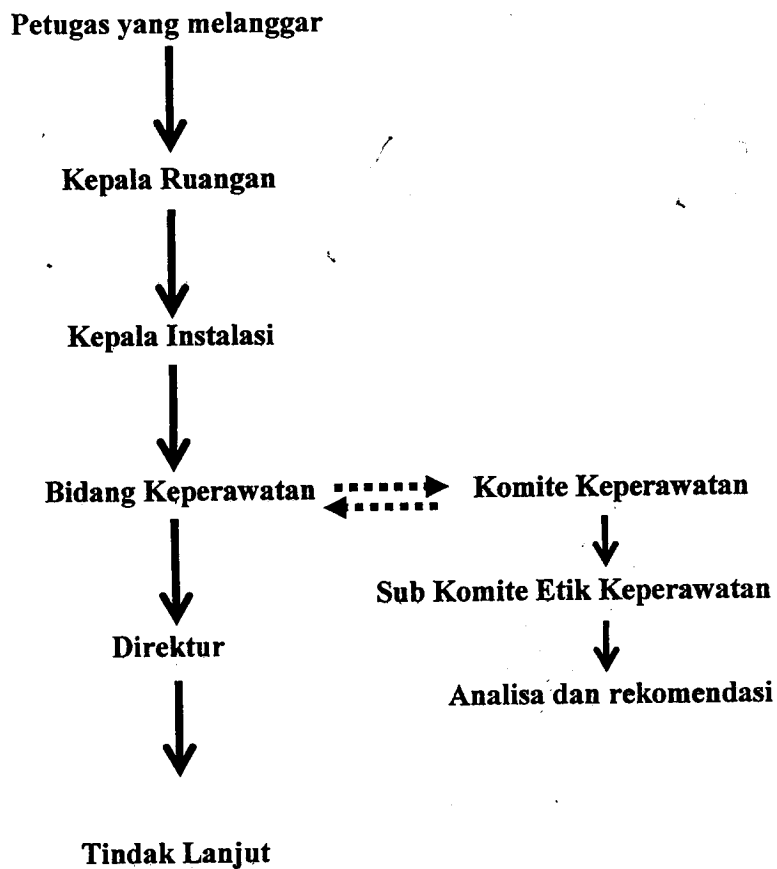 Petugas yang melanggar
Kepala Ruangan
Kepala Instalasi
Bidang Keperawatan
Komite Keperawatan
Sub Komite Etik Keperawatan
Direktur
Analisa dan rekomendasi
Tindak Lanjut